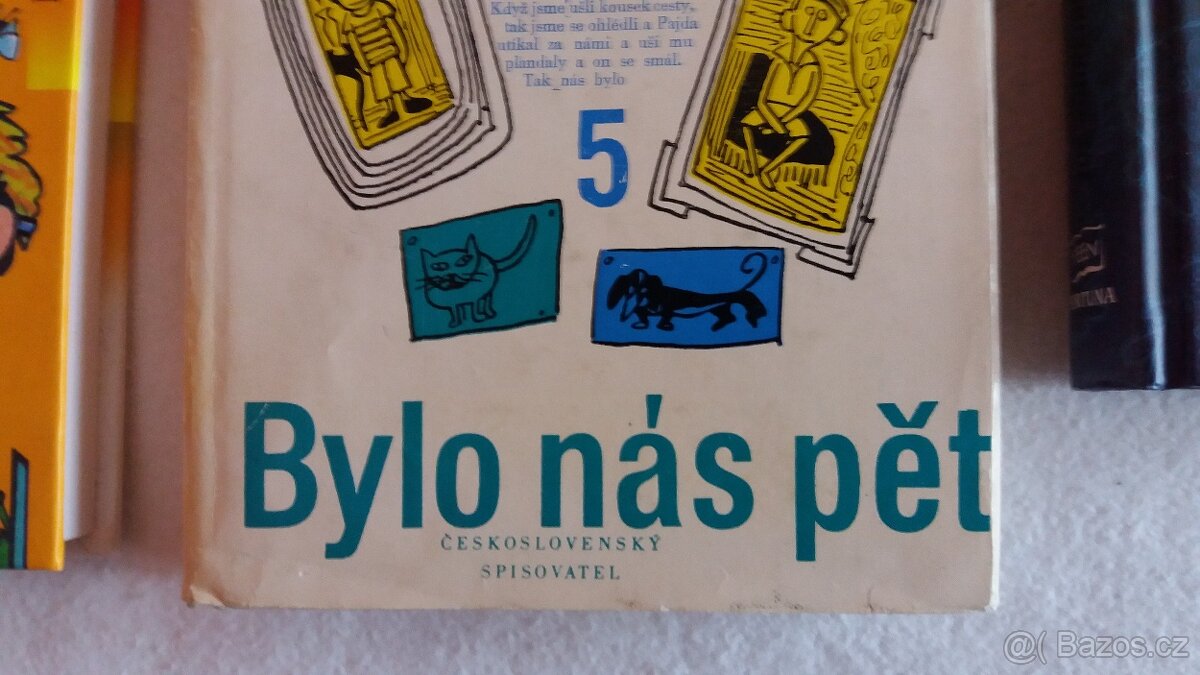 Když jsme ušli kousek cesty,
tak jsme se ohlédli a Pajda
utíkal za námi a uši mu
plandaly a on se smál.
Tak nás bylo
5
Bylo nás pět
ČESKOSLOVENSKÝ
SPISOVATEL
@( Bazos.cz